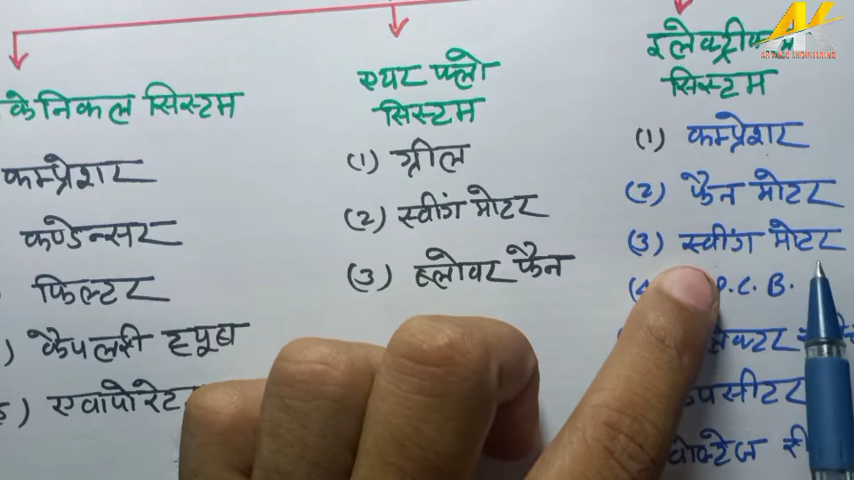 केनिकल सिस्टम
कम्प्रेशर
कण्डेन्सर
फिल्टर
) कैपलरी ट्यूब
) एवापोरेट
एयर फ्लो
सिस्टम
(1) ग्रील
(2) स्वींग मोटर
(3) ब्लोवर फैन
इलेक्ट्रीकल
सिस्टम
(1) कम्प्रेशर
(2) फैन मोटर
(3) स्वींग मोटर
.C.B.
पसीटर
वोल्टेज
AK